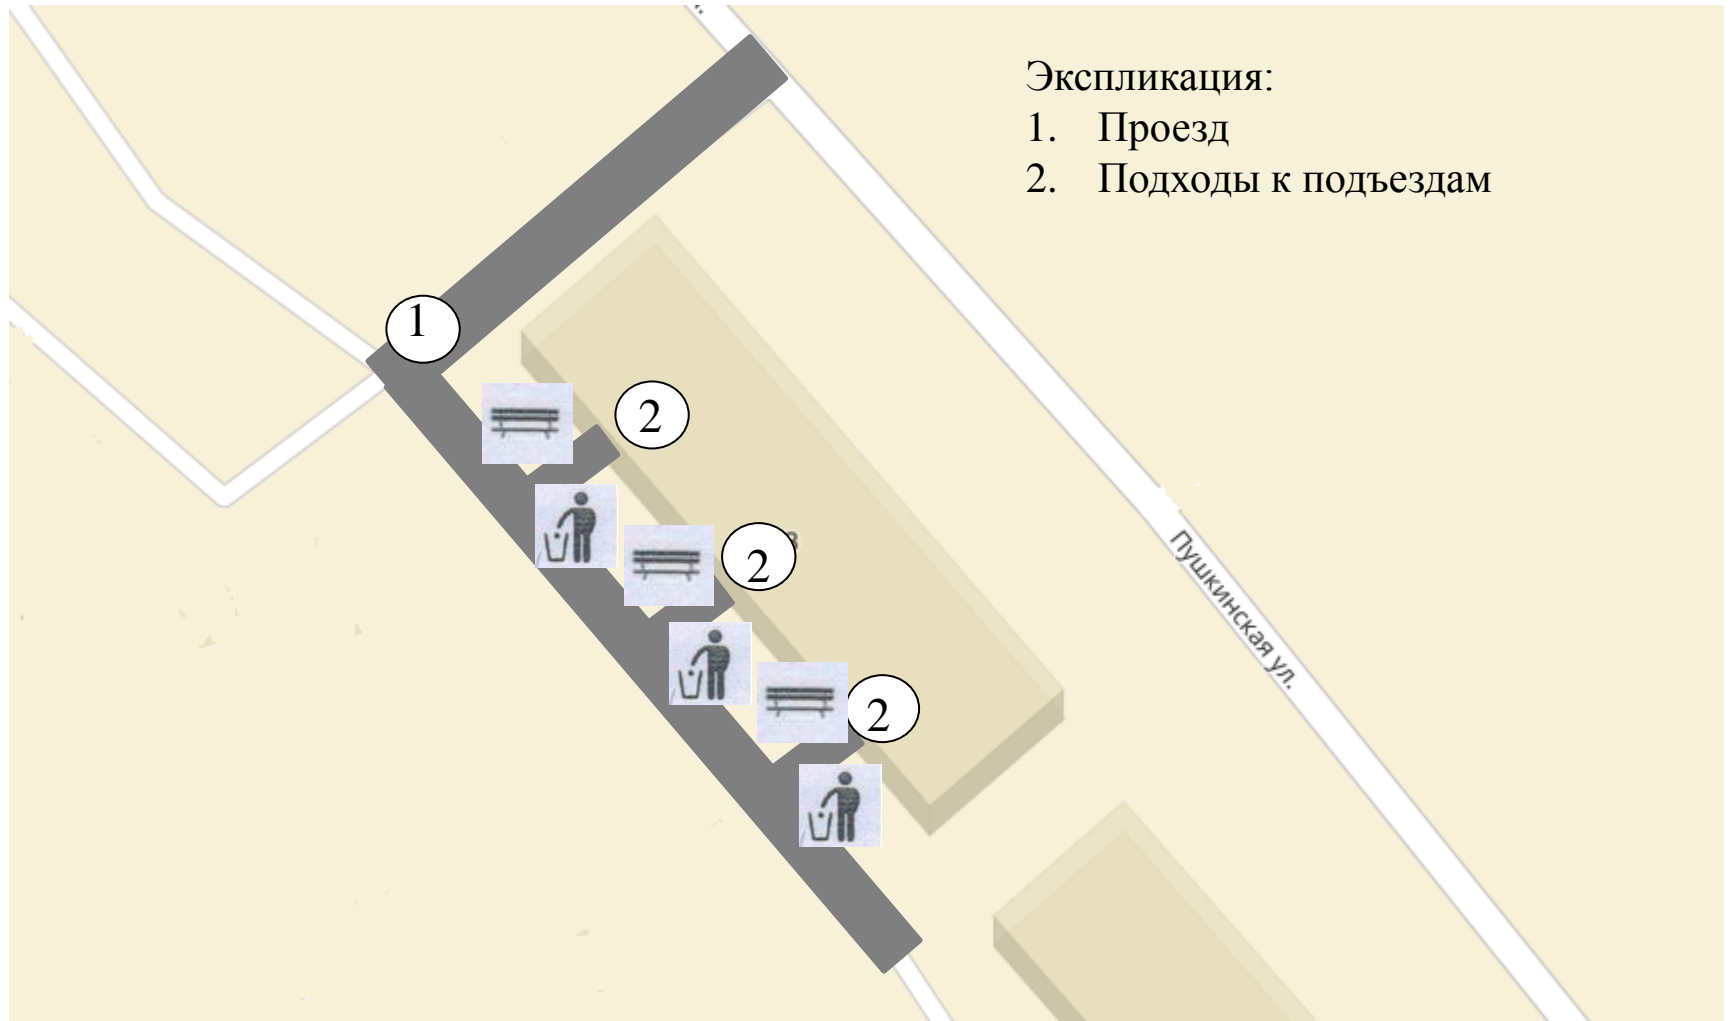 Экспликация:
1. Проезд
2. Подходы к подъездам
1
2
2
2
Пушкинская ул.